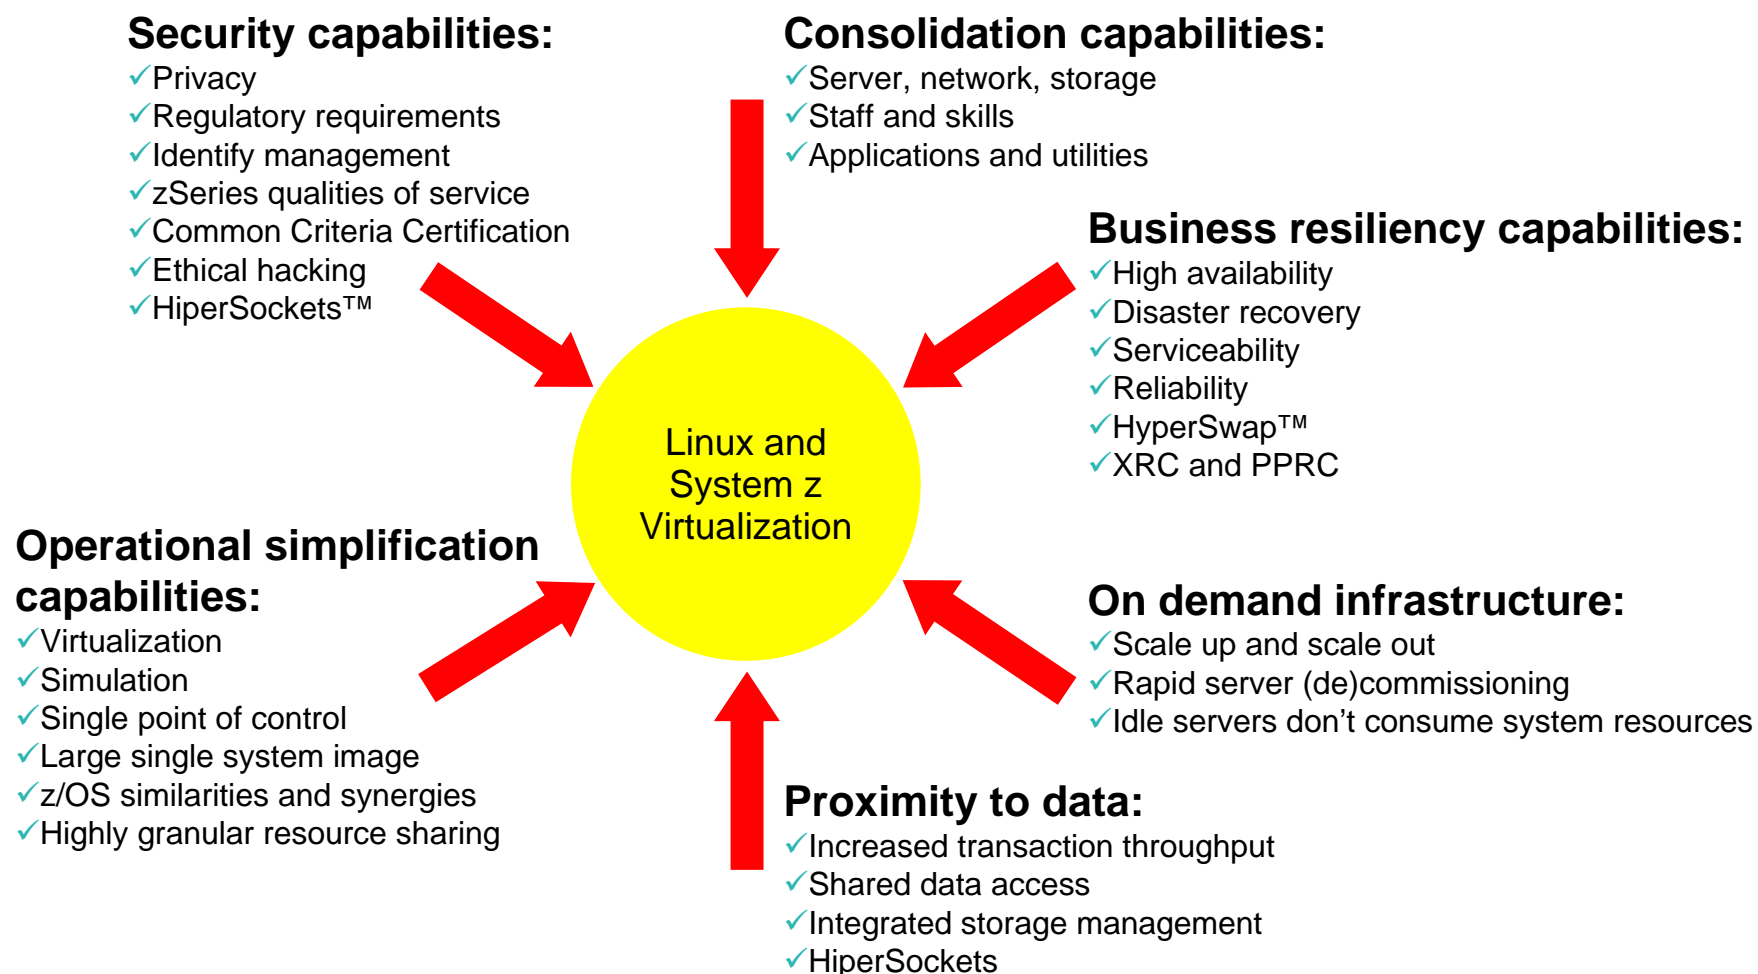 Security capabilities:
✓Privacy
✓Regulatory requirements
✓Identify management
✓zSeries qualities of service
✓Common Criteria Certification
✓Ethical hacking
✓HiperSockets™
Consolidation capabilities:
✓Server, network, storage
✓Staff and skills
✓Applications and utilities
Business resiliency capabilities:
✓High availability
✓Disaster recovery
✓Serviceability
✓Reliability
✓HyperSwap™
✓XRC and PPRC
Linux and
System z
Virtualization
Operational simplification
capabilities:
✓Virtualization
✓Simulation
✓Single point of control
✓Large single system image
✓z/OS similarities and synergies
✓Highly granular resource sharing
On demand infrastructure:
✓Scale up and scale out
✓Rapid server (de)commissioning
✓Idle servers don’t consume system resources
Proximity to data:
✓Increased transaction throughput
✓Shared data access
✓Integrated storage management
✓HiperSockets